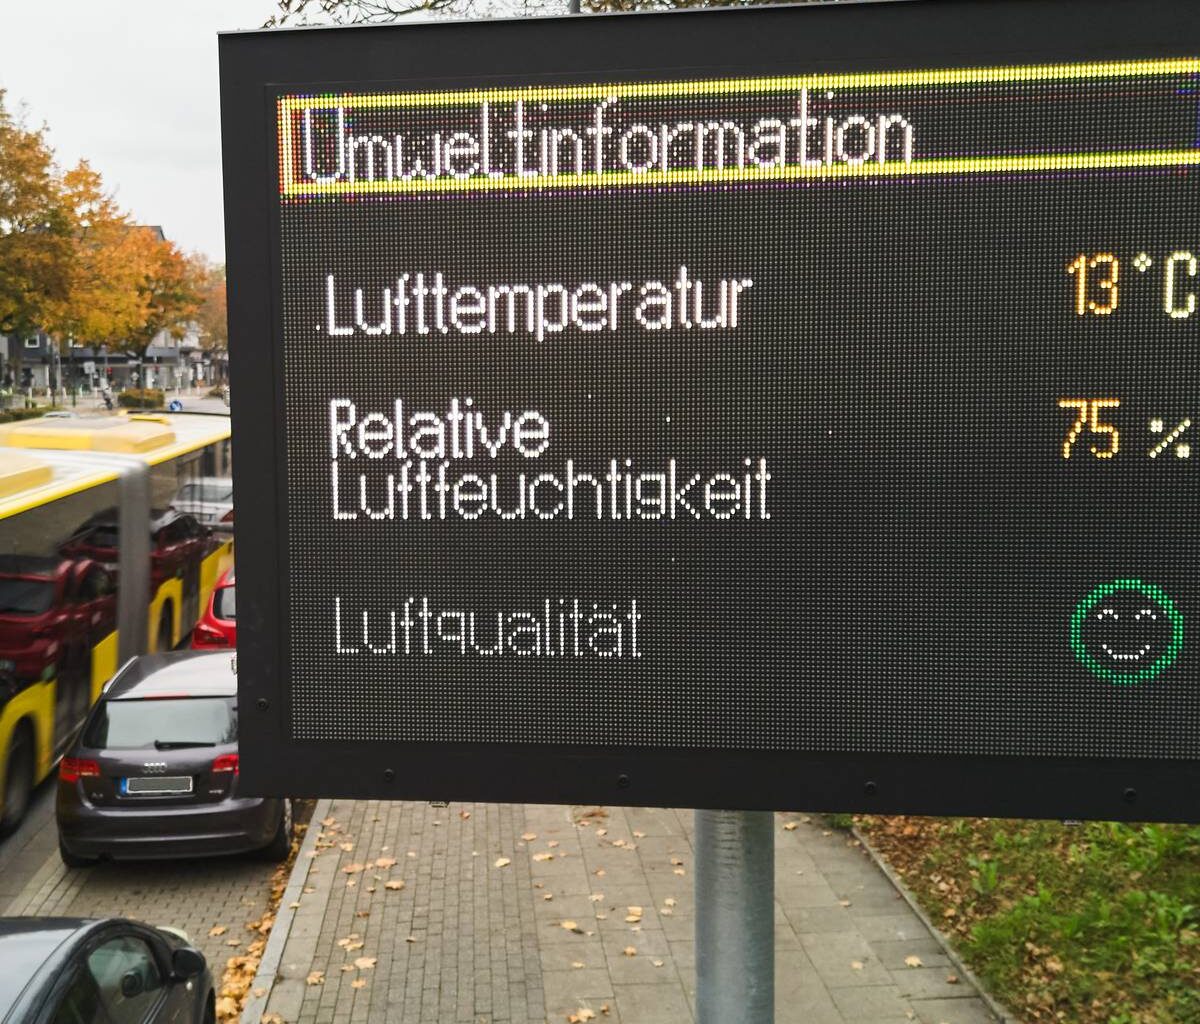 Umweltinformation
Lufttemperatur 13 °C
Relative 75 %
Luftfeuchtigkeit
Luftqualität